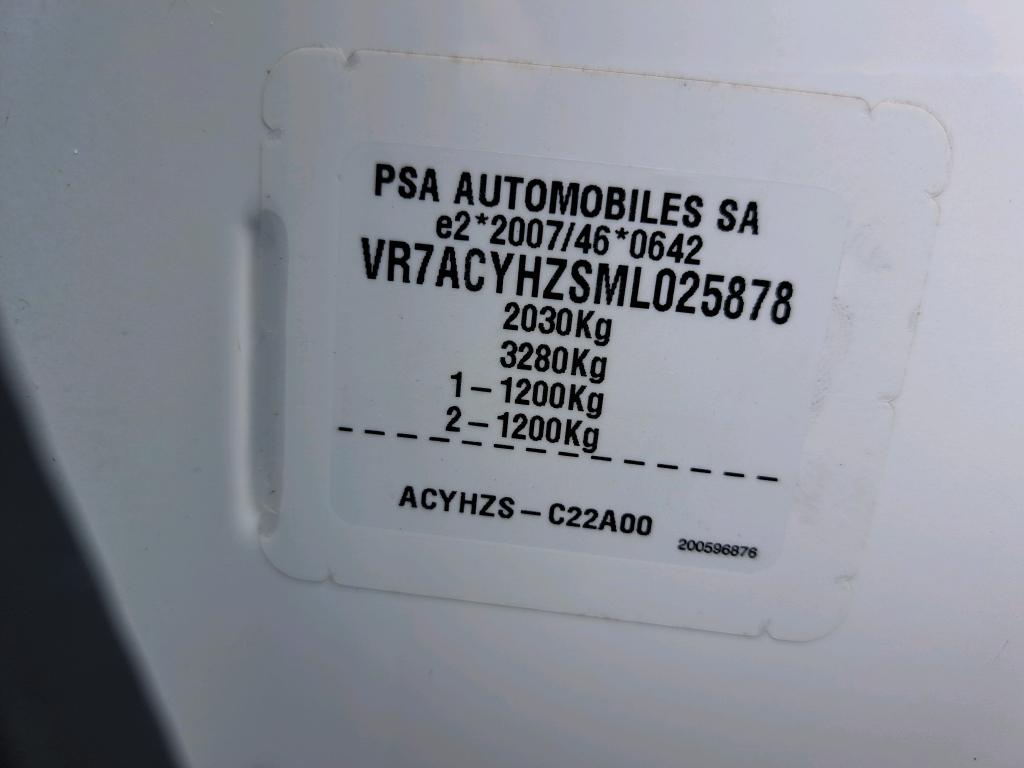 PSA AUTOMOBILES SA
e2*2007/46*0642
VR7ACYHZSML025878
2030Kg
3280Kg
1-1200Kg
2-1200Kg
ACYHZS-C22A00
200596876